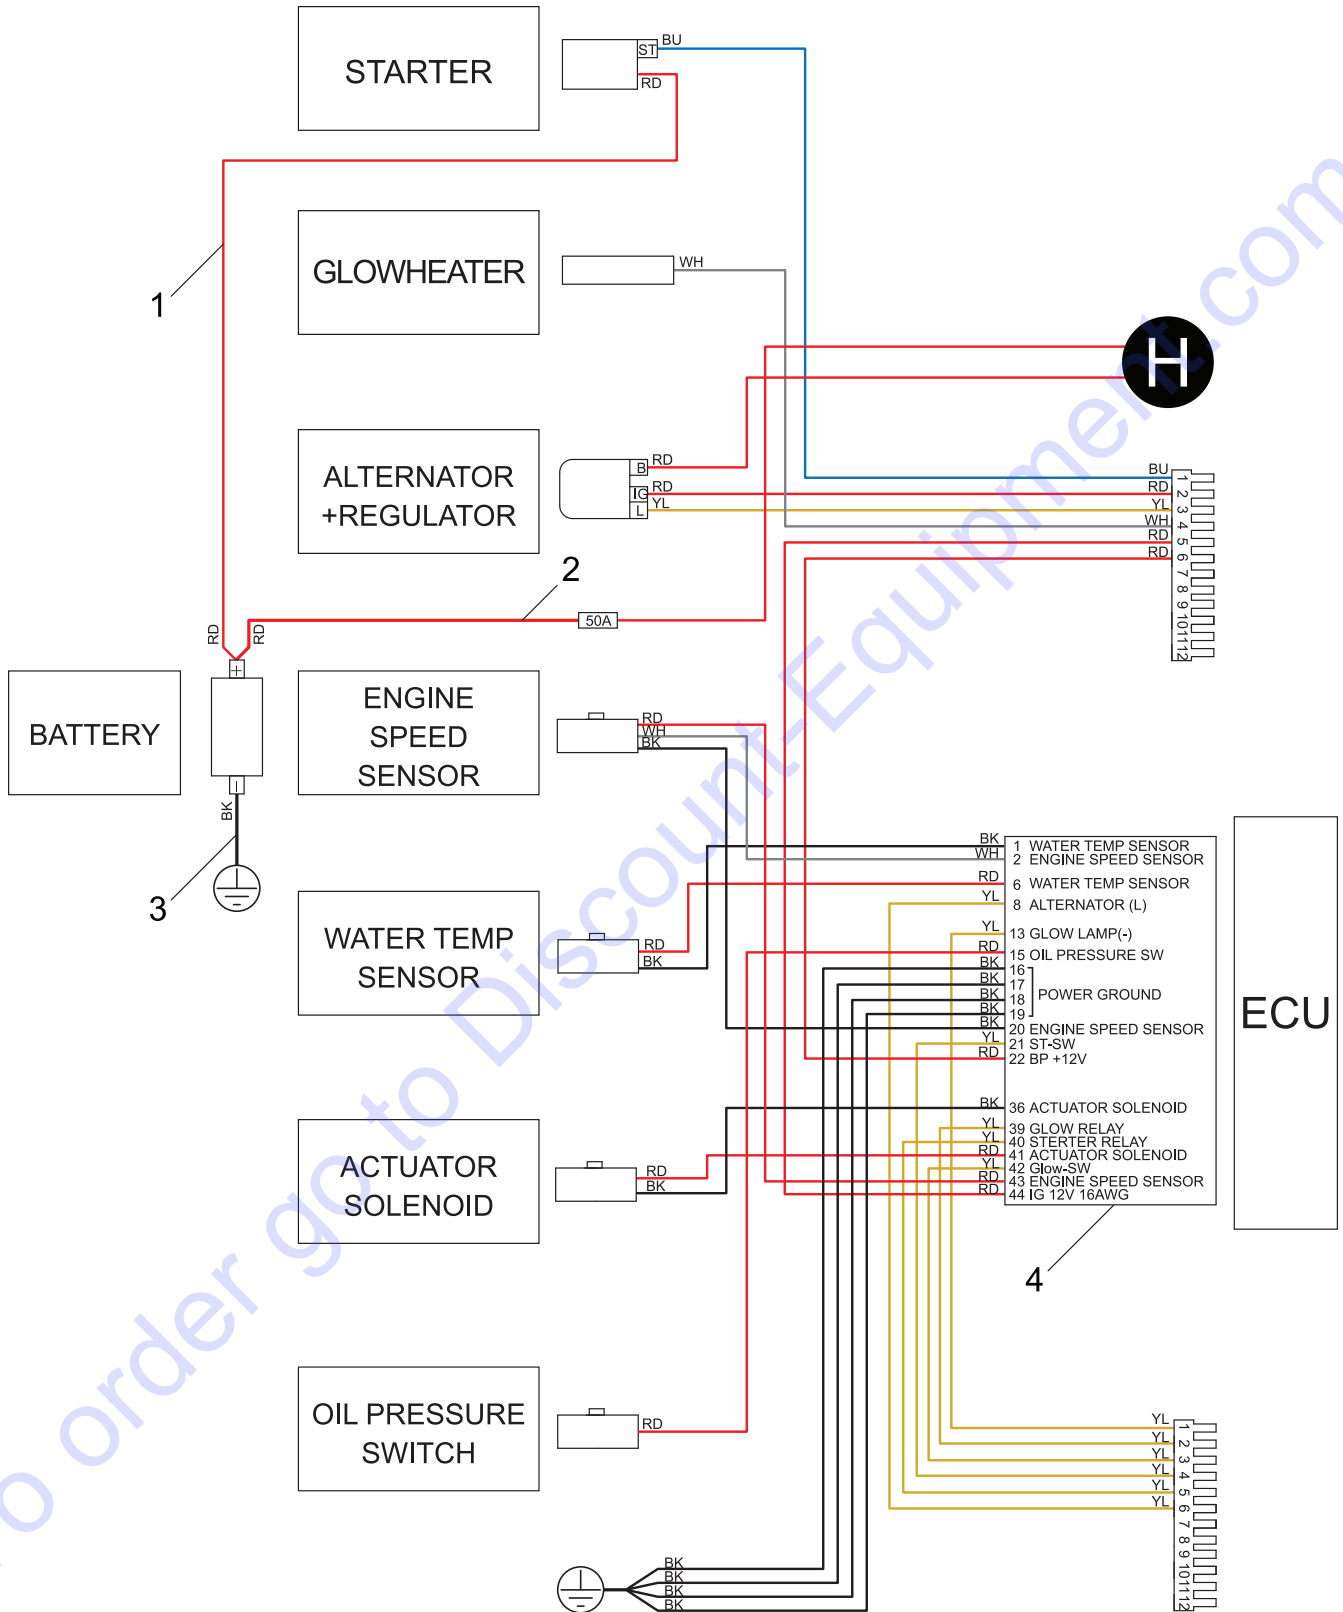 STARTER
ST
BU
RD
1
GLOWHEATER
WH
H
ALTERNATOR
+REGULATOR
B
RD
IG
RD
L
YL
BU
RD
YL
WH
RD
RD
1
2
3
4
5
6
7
8
9
10
11
12
2
50A
RD
RD
+
BATTERY
−
BK
3
ENGINE
SPEED
SENSOR
RD
WH
BK
WATER TEMP
SENSOR
RD
BK
BK 1 WATER TEMP SENSOR
WH 2 ENGINE SPEED SENSOR
RD 6 WATER TEMP SENSOR
YL 8 ALTERNATOR (L)
YL 13 GLOW LAMP(-)
RD 15 OIL PRESSURE SW
BK 16
BK 17
BK 18
BK 19
POWER GROUND
BK 20 ENGINE SPEED SENSOR
YL 21 ST-SW
RD 22 BP +12V
BK 36 ACTUATOR SOLENOID
YL 39 GLOW RELAY
YL 40 STERTER RELAY
RD 41 ACTUATOR SOLENOID
YL 42 Glow-SW
RD 43 ENGINE SPEED SENSOR
RD 44 IG 12V 16AWG
ECU
4
ACTUATOR
SOLENOID
RD
BK
OIL PRESSURE
SWITCH
RD
YL
YL
YL
YL
YL
YL
1
2
3
4
5
6
7
8
9
10
11
12
BK
BK
BK
BK
To order go to Discount-Equipment.com